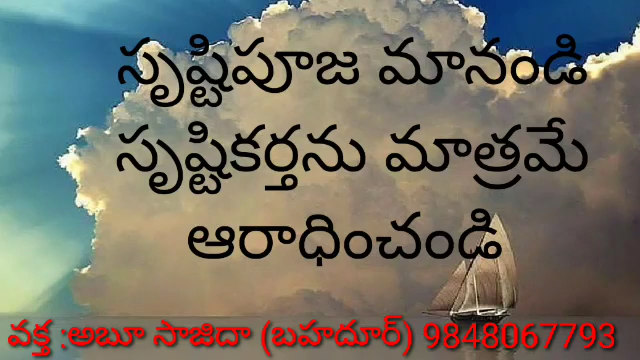 సృష్టిపూజ మానండి
సృష్టికర్తను మాత్రమే
ఆరాధించండి
వక్త :అబూ సాజిదా (బహదూర్) 9848067793